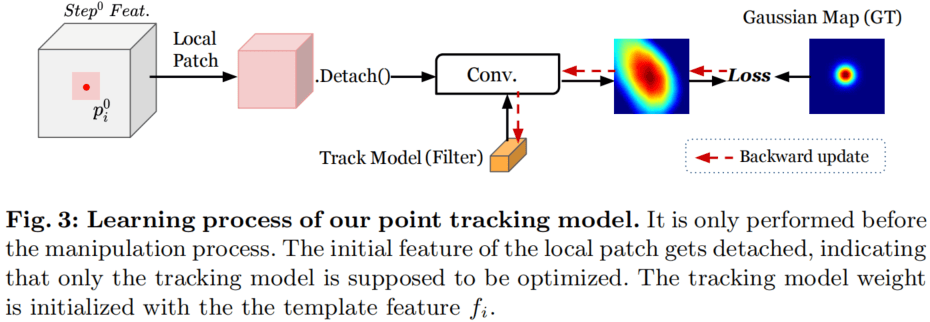 Step⁰ Feat.
Local
Patch
p_i^0
.Detach()
Conv.
Loss
Gaussian Map (GT)
Track Model (Filter)
Backward update
Fig. 3: Learning process of our point tracking model. It is only performed before
the manipulation process. The initial feature of the local patch gets detached, indicating
that only the tracking model is supposed to be optimized. The tracking model weight
is initialized with the the template feature f_i.